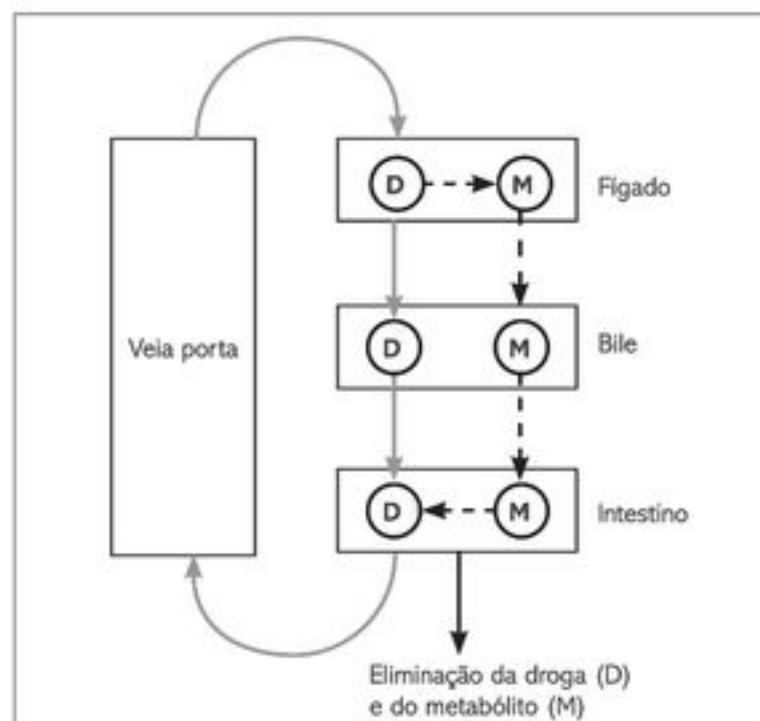 D
M
Fígado
Veia porta
D
M
Bile
D
M
Intestino
Eliminação da droga (D)
e do metabólito (M)